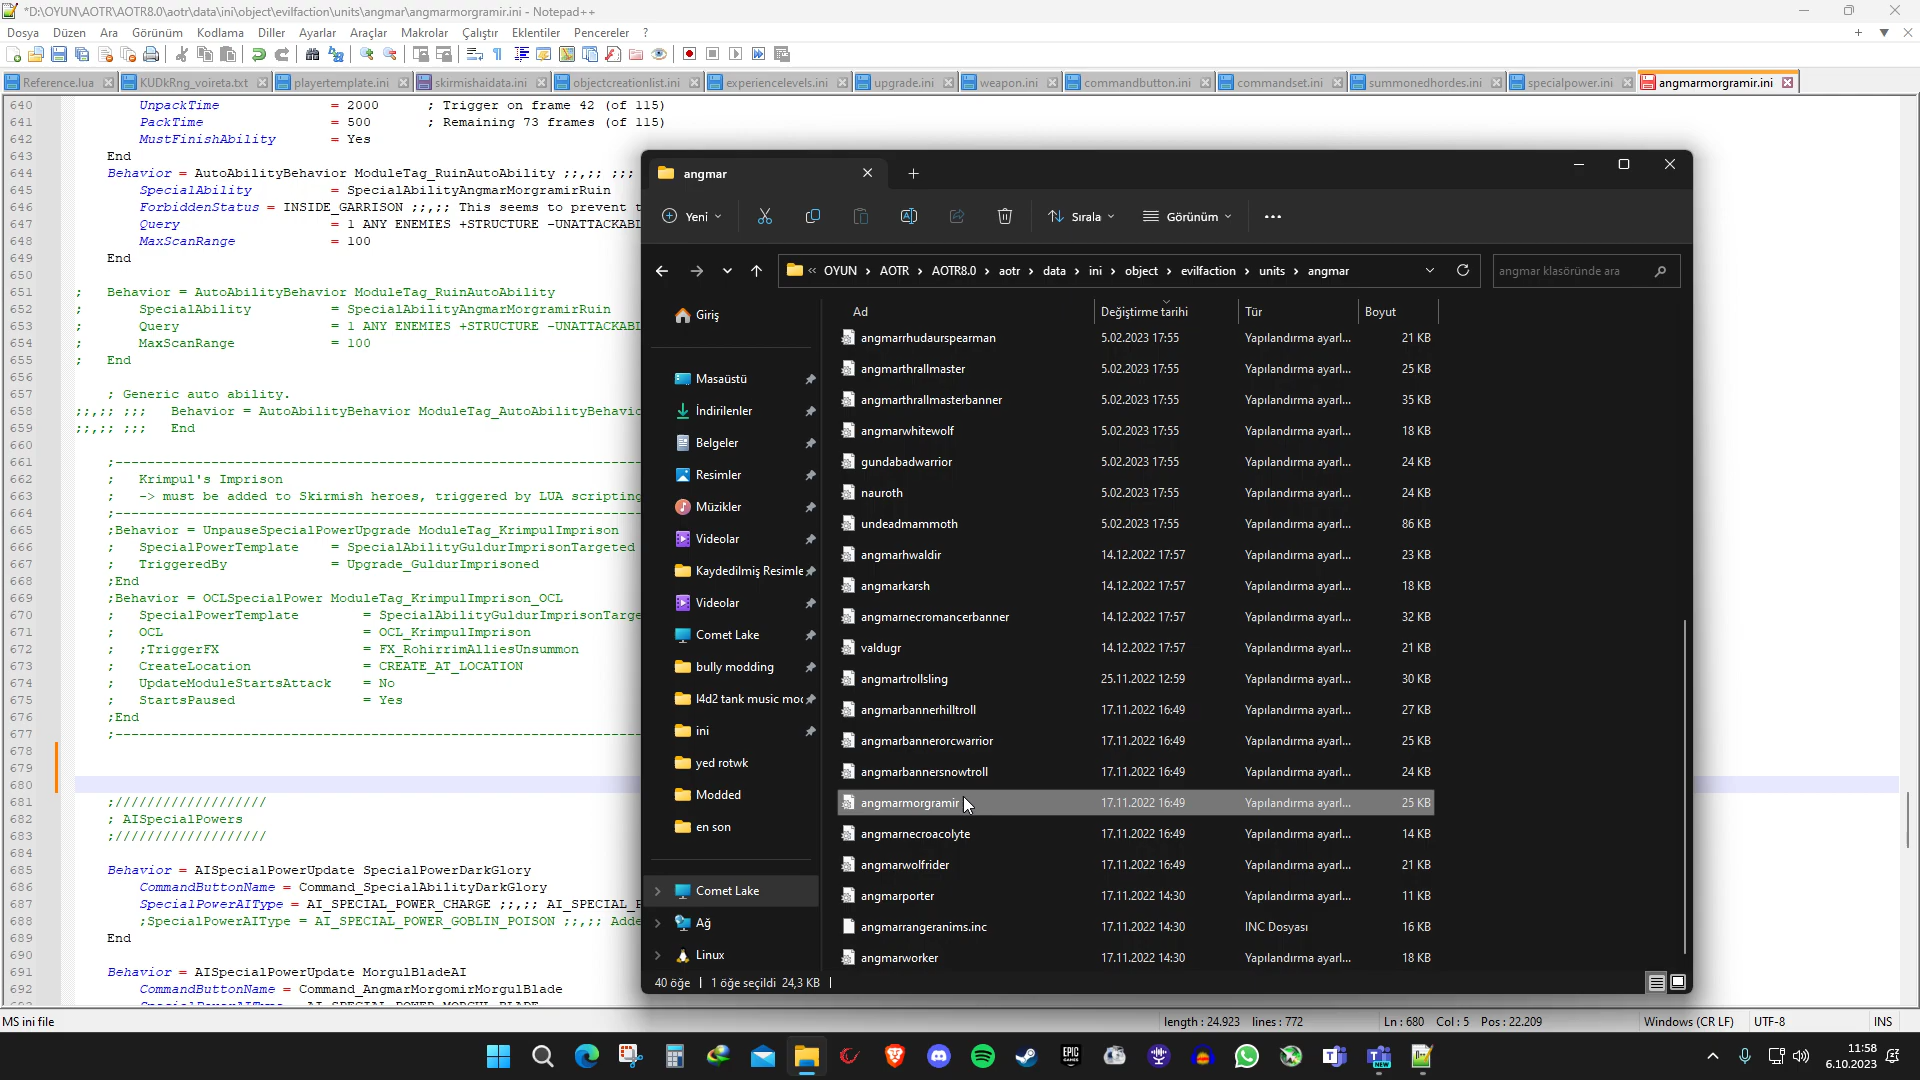 *D:\OYUN\AOTR\AOTR8.0\aotr\data\ini\object\evilfaction\units\angmar\angmarmorgramir.ini - Notepad++
Dosya Düzen Ara Görünüm Kodlama Diller Ayarlar Araçlar Makrolar Çalıştır Eklentiler Pencereler ?
Reference.lua KUDkRng_voireta.txt playertemplate.ini skirmishaidata.ini objectcreationlist.ini experiencelevels.ini upgrade.ini weapon.ini commandbutton.ini commandset.ini summonedhordes.ini specialpower.ini angmarmorgramir.ini
640 UnpackTime = 2000 ; Trigger on frame 42 (of 115)
641 PackTime = 500 ; Remaining 73 frames (of 115)
642 MustFinishAbility = Yes
643 End
644 Behavior = AutoAbilityBehavior ModuleTag_RuinAutoAbility ;;,;; ;;;
645 SpecialAbility = SpecialAbilityAngmarMorgramirRuin
646 ForbiddenStatus = INSIDE_GARRISON ;;,;; This seems to prevent t
647 Query = 1 ANY ENEMIES +STRUCTURE -UNATTACKABL
648 MaxScanRange = 100
649 End
650
651 ; Behavior = AutoAbilityBehavior ModuleTag_RuinAutoAbility
652 ; SpecialAbility = SpecialAbilityAngmarMorgramirRuin
653 ; Query = 1 ANY ENEMIES +STRUCTURE -UNATTACKABL
654 ; MaxScanRange = 100
655 ; End
656
657 ; Generic auto ability.
658 ;;,;; ;;; Behavior = AutoAbilityBehavior ModuleTag_AutoAbilityBehavio
659 ;;,;; ;;; End
660
661 ;----------------------------------------------------------------
662 ; Krimpul's Imprison
663 ; -> must be added to Skirmish heroes, triggered by LUA scripting
664 ;----------------------------------------------------------------
665 ;Behavior = UnpauseSpecialPowerUpgrade ModuleTag_KrimpulImprison
666 ; SpecialPowerTemplate = SpecialAbilityGuldurImprisonTargeted
667 ; TriggeredBy = Upgrade_GuldurImprisoned
668 ;End
669 ;Behavior = OCLSpecialPower ModuleTag_KrimpulImprison_OCL
670 ; SpecialPowerTemplate = SpecialAbilityGuldurImprisonTarge
671 ; OCL = OCL_KrimpulImprison
672 ; ;TriggerFX = FX_RohirrimAlliesUnsummon
673 ; CreateLocation = CREATE_AT_LOCATION
674 ; UpdateModuleStartsAttack = No
675 ; StartsPaused = Yes
676 ;End
677 ;----------------------------------------------------------------
678
679
680
681 ;///////////////////
682 ; AISpecialPowers
683 ;///////////////////
684
685 Behavior = AISpecialPowerUpdate SpecialPowerDarkGlory
686 CommandButtonName = Command_SpecialAbilityDarkGlory
687 SpecialPowerAIType = AI_SPECIAL_POWER_CHARGE ;;,;; AI_SPECIAL_P
688 ;SpecialPowerAIType = AI_SPECIAL_POWER_GOBLIN_POISON ;;,;; Adde
689 End
690
691 Behavior = AISpecialPowerUpdate MorgulBladeAI
692 CommandButtonName = Command_AngmarMorgomirMorgulBlade
angmar
Yeni Sırala Görünüm
« OYUN > AOTR > AOTR8.0 > aotr > data > ini > object > evilfaction > units > angmar
angmar klasöründe ara
Giriş
Masaüstü
İndirilenler
Belgeler
Resimler
Müzikler
Videolar
Kaydedilmiş Resimle
Videolar
Comet Lake
bully modding
l4d2 tank music moc
ini
yed rotwk
Modded
en son
Comet Lake
Ağ
Linux
Ad Değiştirme tarihi Tür Boyut
angmarrhudaurspearman 5.02.2023 17:55 Yapılandırma ayarl... 21 KB
angmarthrallmaster 5.02.2023 17:55 Yapılandırma ayarl... 25 KB
angmarthrallmasterbanner 5.02.2023 17:55 Yapılandırma ayarl... 35 KB
angmarwhitewolf 5.02.2023 17:55 Yapılandırma ayarl... 18 KB
gundabadwarrior 5.02.2023 17:55 Yapılandırma ayarl... 24 KB
nauroth 5.02.2023 17:55 Yapılandırma ayarl... 24 KB
undeadmammoth 5.02.2023 17:55 Yapılandırma ayarl... 86 KB
angmarhwaldir 14.12.2022 17:57 Yapılandırma ayarl... 23 KB
angmarkarsh 14.12.2022 17:57 Yapılandırma ayarl... 18 KB
angmarnecromancerbanner 14.12.2022 17:57 Yapılandırma ayarl... 32 KB
valdugr 14.12.2022 17:57 Yapılandırma ayarl... 21 KB
angmartrollsling 25.11.2022 12:59 Yapılandırma ayarl... 30 KB
angmarbannerhilltroll 17.11.2022 16:49 Yapılandırma ayarl... 27 KB
angmarbannerorcwarrior 17.11.2022 16:49 Yapılandırma ayarl... 25 KB
angmarbannersnowtroll 17.11.2022 16:49 Yapılandırma ayarl... 24 KB
angmarmorgramir 17.11.2022 16:49 Yapılandırma ayarl... 25 KB
angmarnecroacolyte 17.11.2022 16:49 Yapılandırma ayarl... 14 KB
angmarwolfrider 17.11.2022 16:49 Yapılandırma ayarl... 21 KB
angmarporter 17.11.2022 14:30 Yapılandırma ayarl... 11 KB
angmarrangeranims.inc 17.11.2022 14:30 INC Dosyası 16 KB
angmarworker 17.11.2022 14:30 Yapılandırma ayarl... 18 KB
40 öğe 1 öğe seçildi 24,3 KB
MS ini file length : 24.923 lines : 772 Ln : 680 Col : 5 Pos : 22.209 Windows (CR LF) UTF-8 INS
EPIC
NEW
11:58
6.10.2023